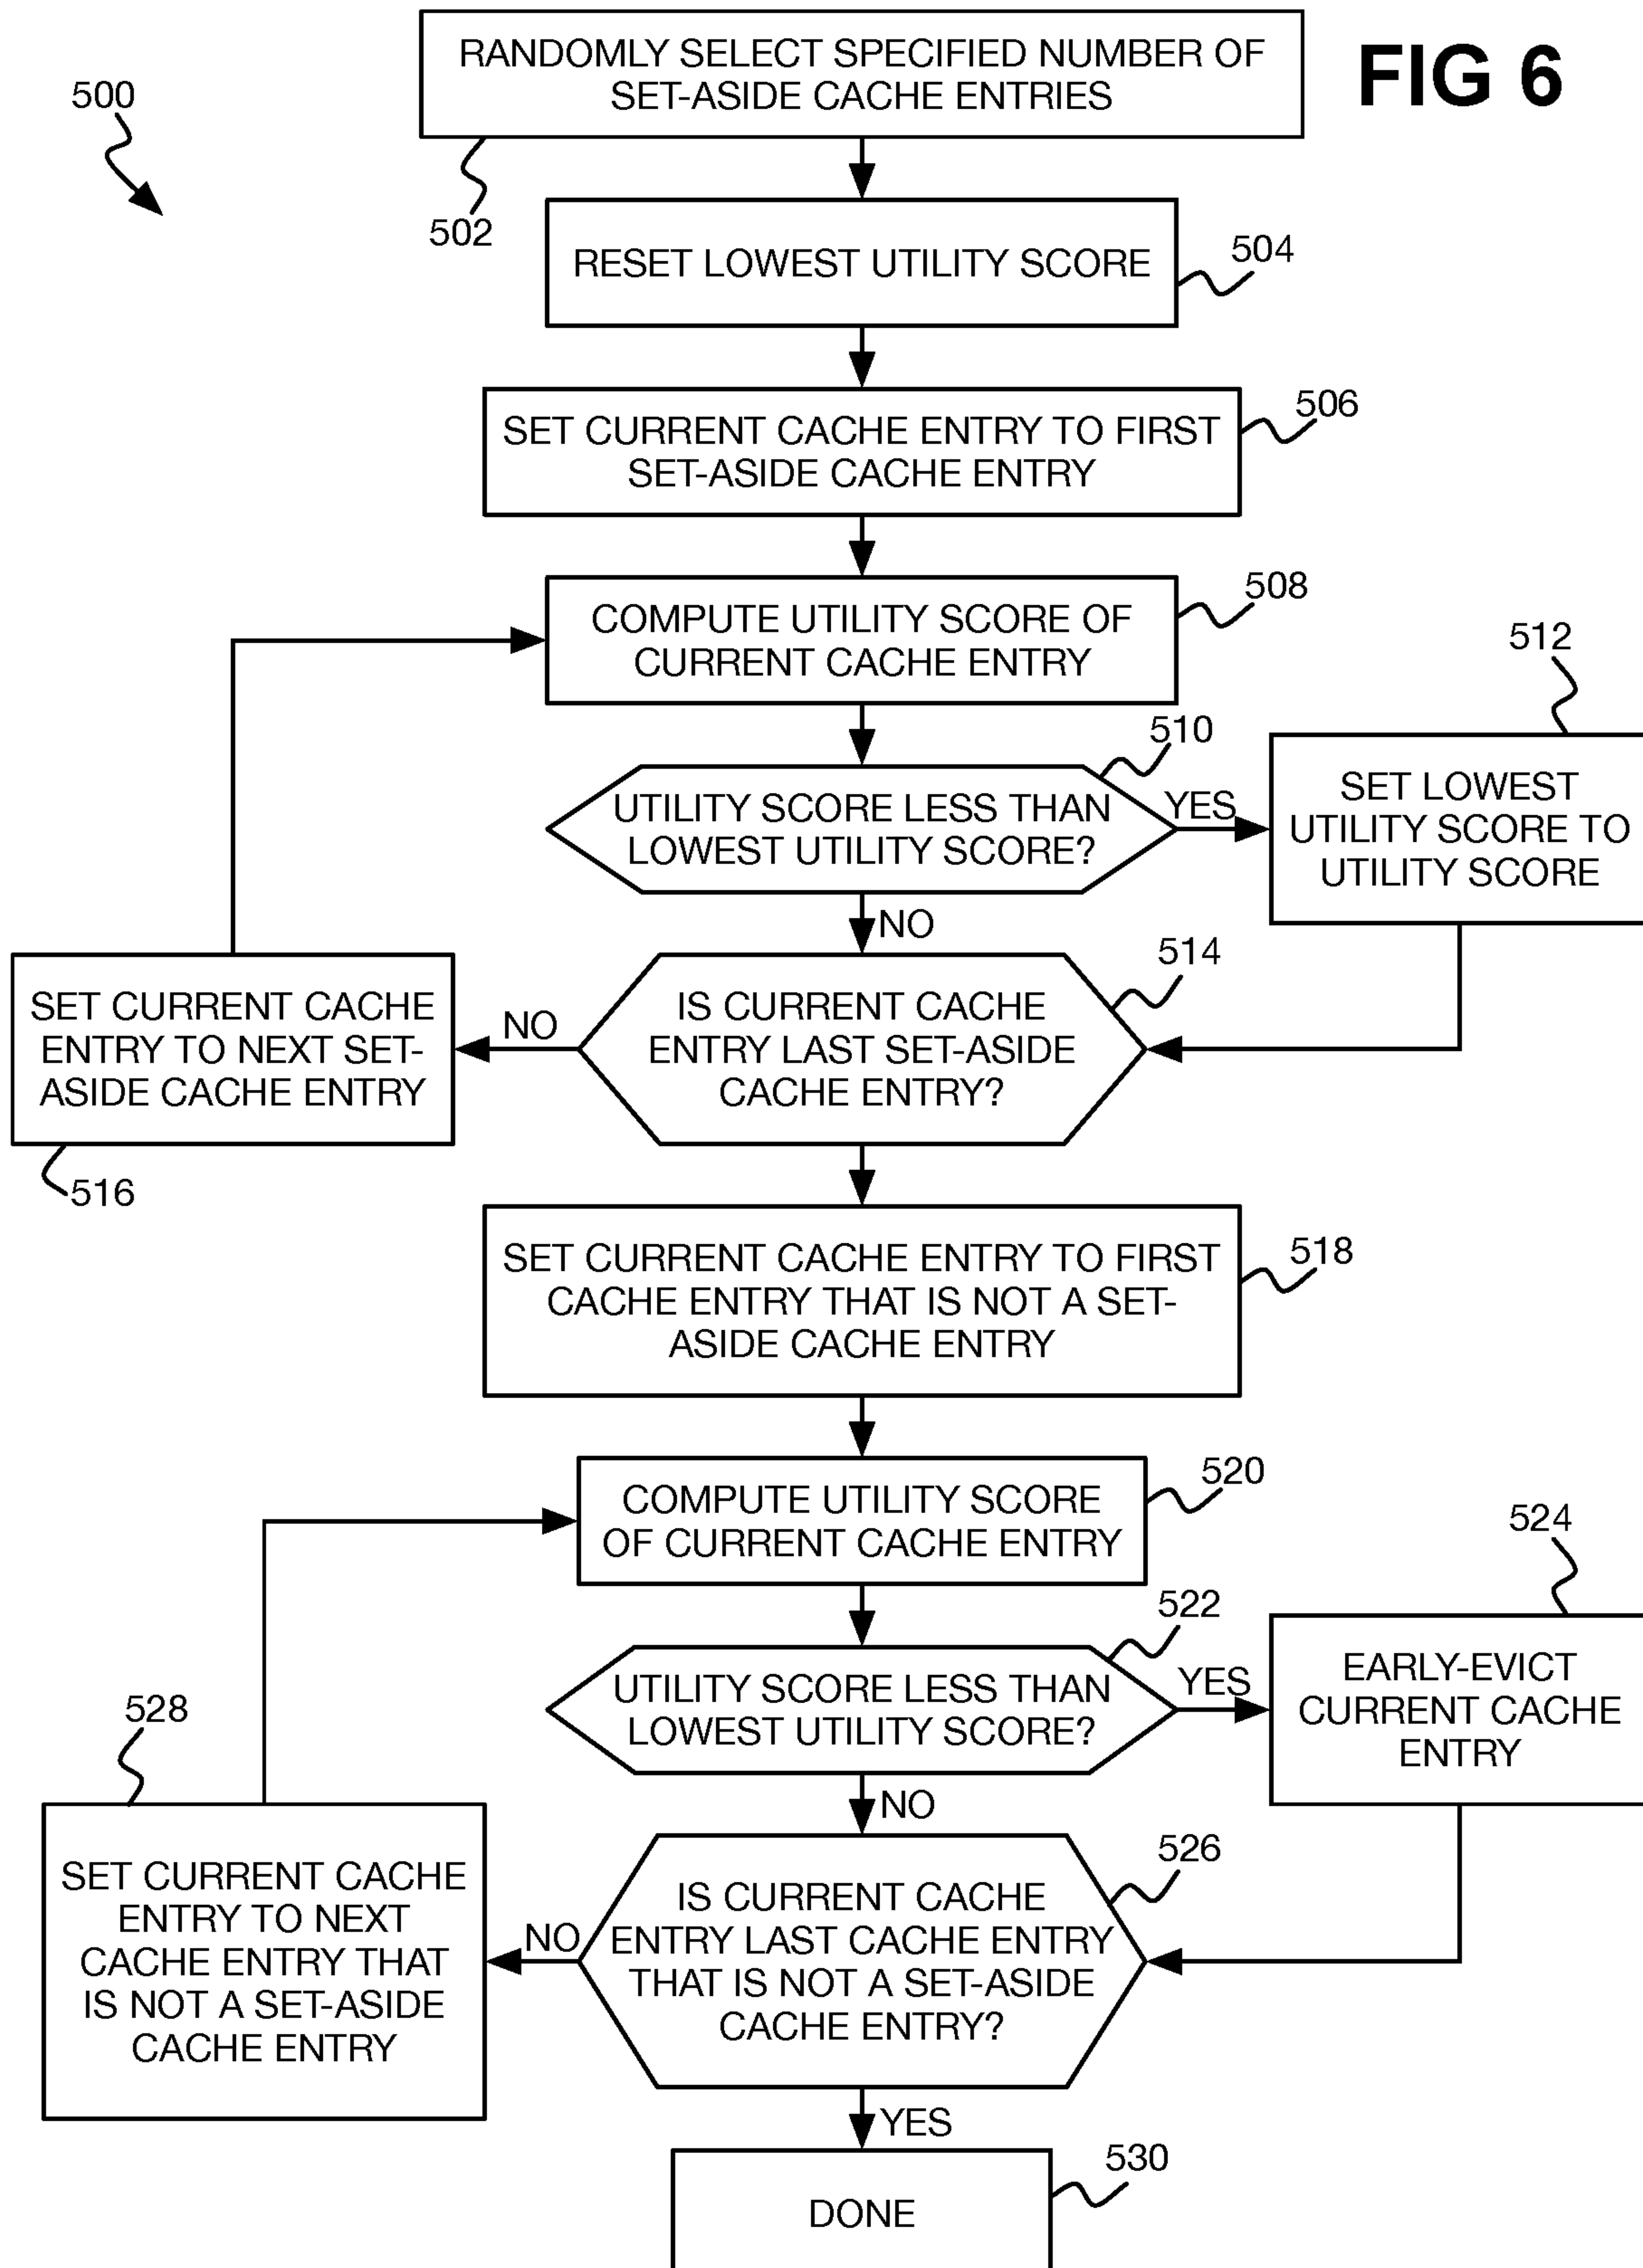 FIG 6
500
RANDOMLY SELECT SPECIFIED NUMBER OF
SET-ASIDE CACHE ENTRIES
502
RESET LOWEST UTILITY SCORE
504
SET CURRENT CACHE ENTRY TO FIRST
SET-ASIDE CACHE ENTRY
506
COMPUTE UTILITY SCORE OF
CURRENT CACHE ENTRY
508
UTILITY SCORE LESS THAN
LOWEST UTILITY SCORE?
510
YES
SET LOWEST
UTILITY SCORE TO
UTILITY SCORE
512
NO
IS CURRENT CACHE
ENTRY LAST SET-ASIDE
CACHE ENTRY?
514
NO
SET CURRENT CACHE
ENTRY TO NEXT SET-
ASIDE CACHE ENTRY
516
SET CURRENT CACHE ENTRY TO FIRST
CACHE ENTRY THAT IS NOT A SET-
ASIDE CACHE ENTRY
518
COMPUTE UTILITY SCORE
OF CURRENT CACHE ENTRY
520
UTILITY SCORE LESS THAN
LOWEST UTILITY SCORE?
522
YES
EARLY-EVICT
CURRENT CACHE
ENTRY
524
NO
IS CURRENT CACHE
ENTRY LAST CACHE ENTRY
THAT IS NOT A SET-ASIDE
CACHE ENTRY?
526
NO
SET CURRENT CACHE
ENTRY TO NEXT
CACHE ENTRY THAT
IS NOT A SET-ASIDE
CACHE ENTRY
528
YES
DONE
530